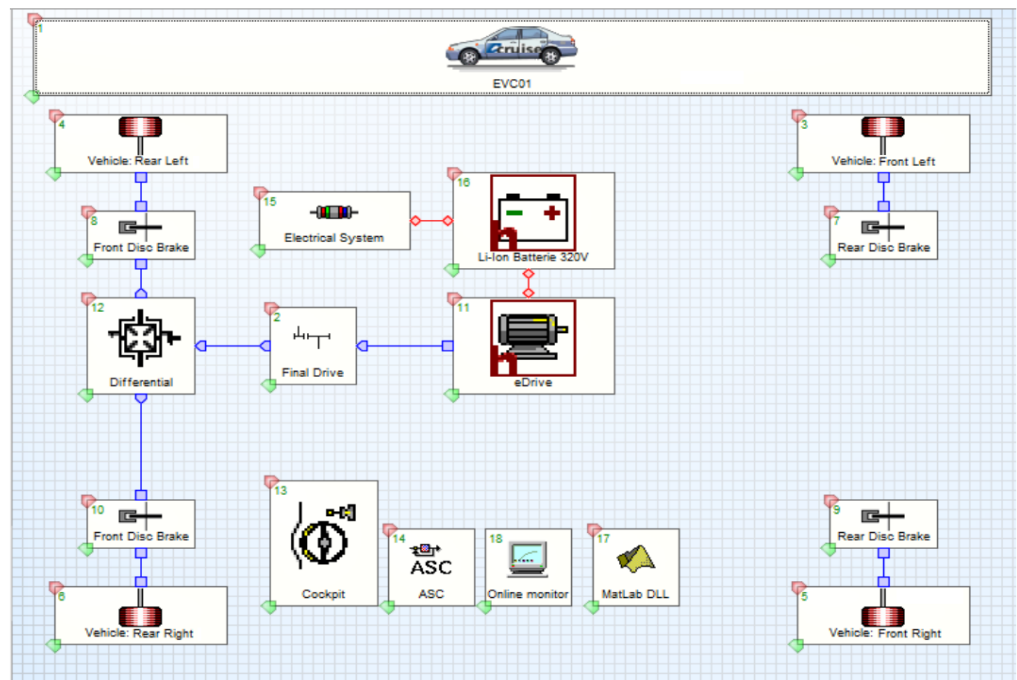 1
cruise
EVC01
4
Vehicle: Rear Left
3
Vehicle: Front Left
8
Front Disc Brake
15
Electrical System
16
Li-Ion Batterie 320V
7
Rear Disc Brake
12
Differential
2
Final Drive
11
eDrive
10
Front Disc Brake
13
Cockpit
14
ASC
ASC
18
Online monitor
17
MatLab DLL
9
Rear Disc Brake
6
Vehicle: Rear Right
5
Vehicle: Front Right